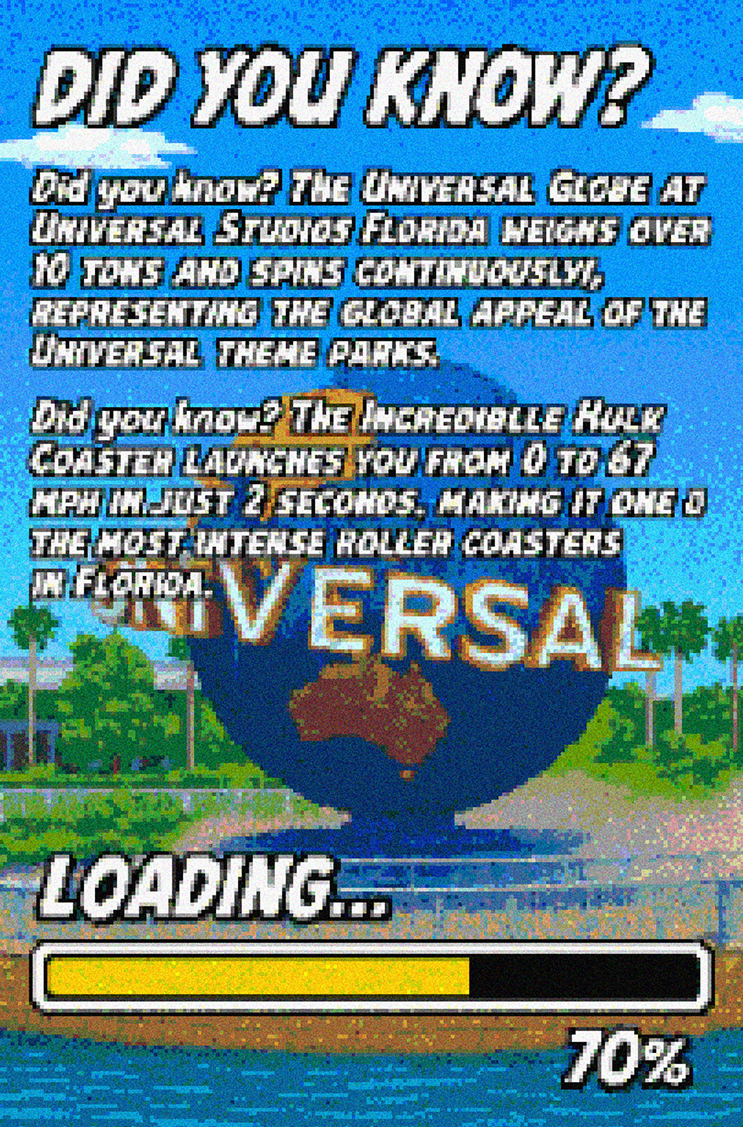 DID YOU KNOW?
Did you know? The Universal Globe at
Universal Studios Florida weighs over
10 tons and spins continuously!,
representing the global appeal of the
Universal theme parks.
Did you know? The Incrediblle Hulk
Coaster launches you from 0 to 67
mph in just 2 seconds, making it one o
the most intense roller coasters
in Florida.
UNIVERSAL
LOADING...
70%